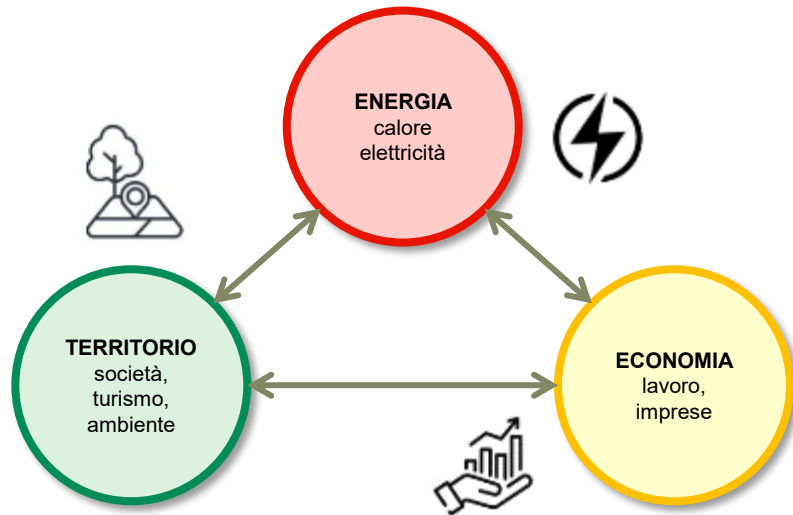 ENERGIA
calore
elettricità
TERRITORIO
società,
turismo,
ambiente
ECONOMIA
lavoro,
imprese